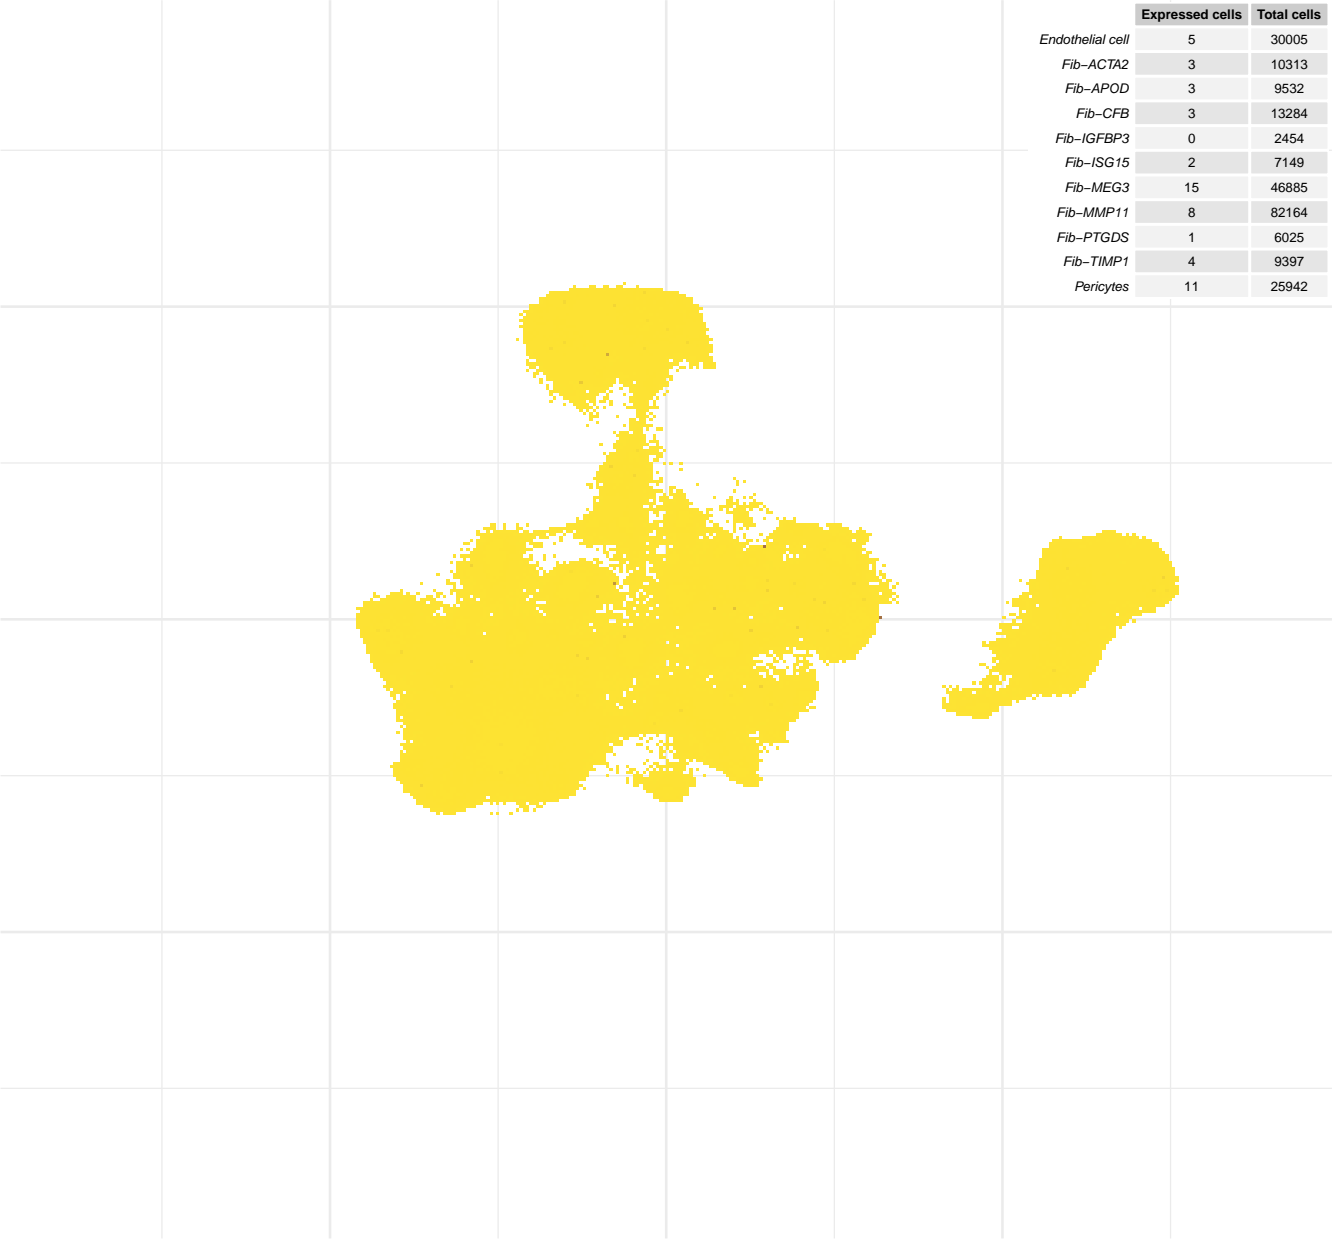 Expressed cells Total cells
Endothelial cell 5 30005
Fib−ACTA2 3 10313
Fib−APOD 3 9532
Fib−CFB 3 13284
Fib−IGFBP3 0 2454
Fib−ISG15 2 7149
Fib−MEG3 15 46885
Fib−MMP11 8 82164
Fib−PTGDS 1 6025
Fib−TIMP1 4 9397
Pericytes 11 25942